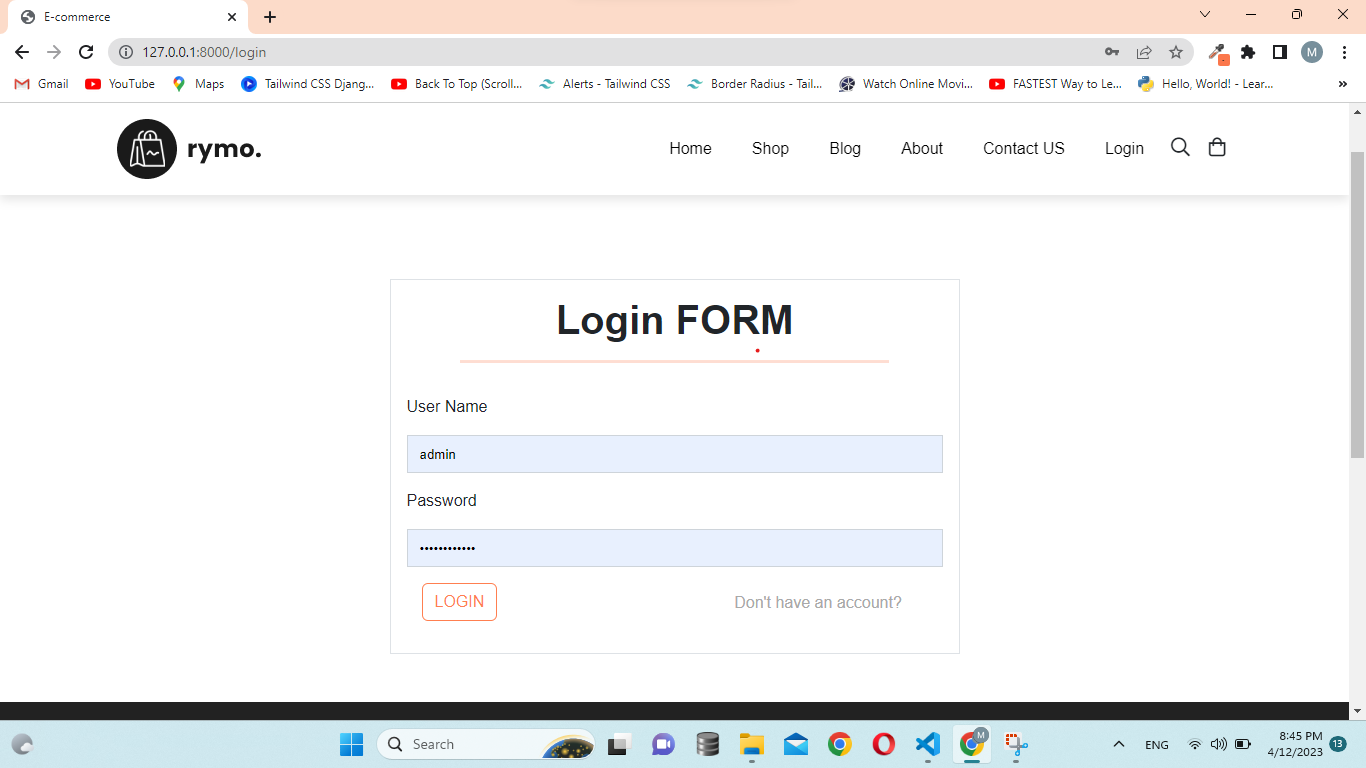 E-commerce
127.0.0.1:8000/login
M
Gmail
YouTube
Maps
Tailwind CSS Djang...
Back To Top (Scroll...
Alerts - Tailwind CSS
Border Radius - Tail...
Watch Online Movi...
FASTEST Way to Le...
Hello, World! - Lear...
»
rymo.
Home
Shop
Blog
About
Contact US
Login
Login FORM
User Name
admin
Password
••••••••••••
LOGIN
Don't have an account?
Search
M
ENG
8:45 PM
4/12/2023
13